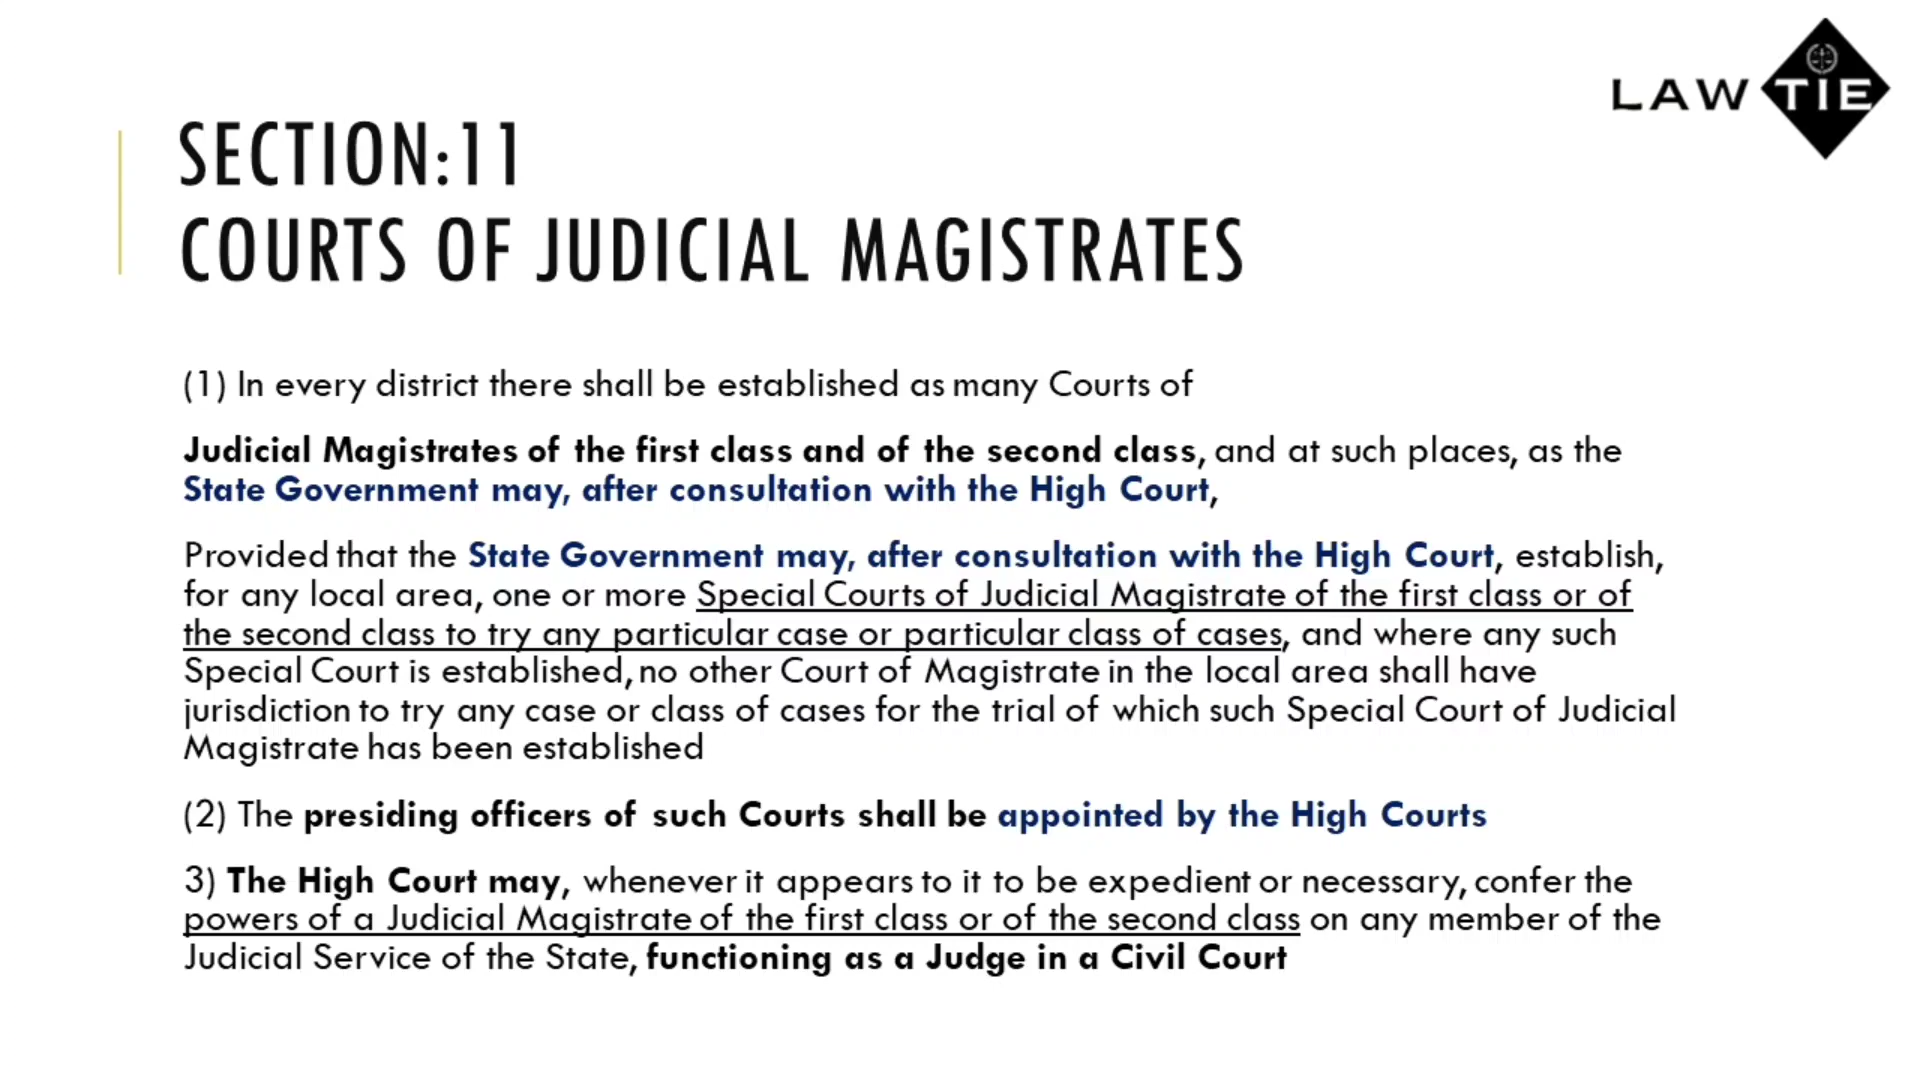 LAW TIE
SECTION:11
COURTS OF JUDICIAL MAGISTRATES
(1) In every district there shall be established as many Courts of
Judicial Magistrates of the first class and of the second class, and at such places, as the
State Government may, after consultation with the High Court,
Provided that the State Government may, after consultation with the High Court, establish,
for any local area, one or more Special Courts of Judicial Magistrate of the first class or of
the second class to try any particular case or particular class of cases, and where any such
Special Court is established, no other Court of Magistrate in the local area shall have
jurisdiction to try any case or class of cases for the trial of which such Special Court of Judicial
Magistrate has been established
(2) The presiding officers of such Courts shall be appointed by the High Courts
3) The High Court may, whenever it appears to it to be expedient or necessary, confer the
powers of a Judicial Magistrate of the first class or of the second class on any member of the
Judicial Service of the State, functioning as a Judge in a Civil Court